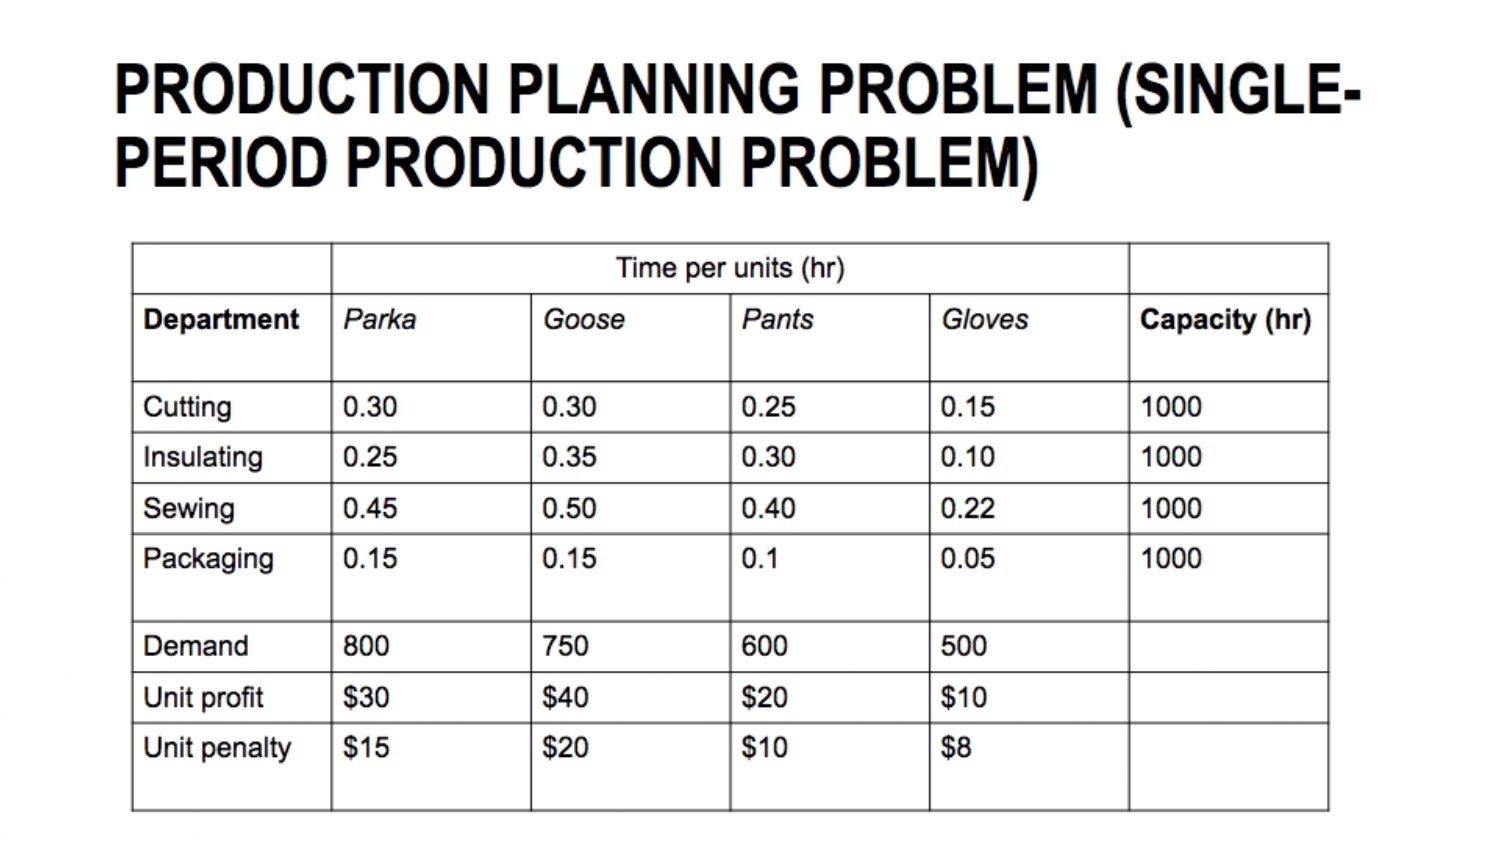 PRODUCTION PLANNING PROBLEM (SINGLE-
PERIOD PRODUCTION PROBLEM)
Time per units (hr)
Department Parka Goose Pants Gloves Capacity (hr)
Cutting 0.30 0.30 0.25 0.15 1000
Insulating 0.25 0.35 0.30 0.10 1000
Sewing 0.45 0.50 0.40 0.22 1000
Packaging 0.15 0.15 0.1 0.05 1000
Demand 800 750 600 500
Unit profit $30 $40 $20 $10
Unit penalty $15 $20 $10 $8